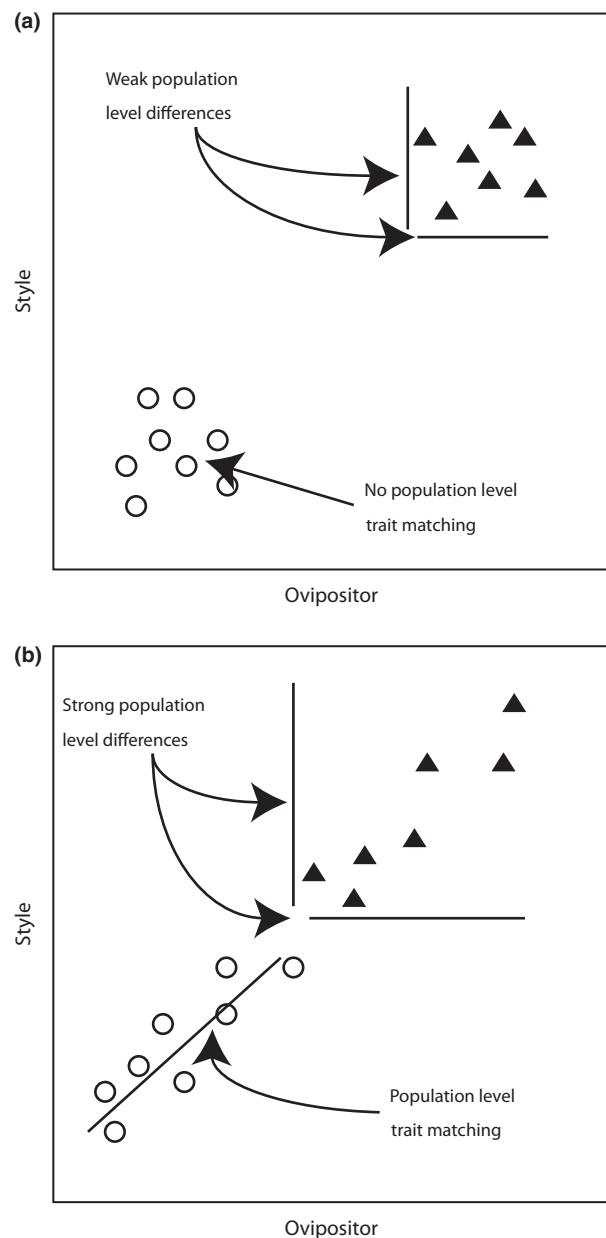 (a)
Weak population
level differences
Style
No population level
trait matching
Ovipositor
(b)
Strong population
level differences
Style
Population level
trait matching
Ovipositor